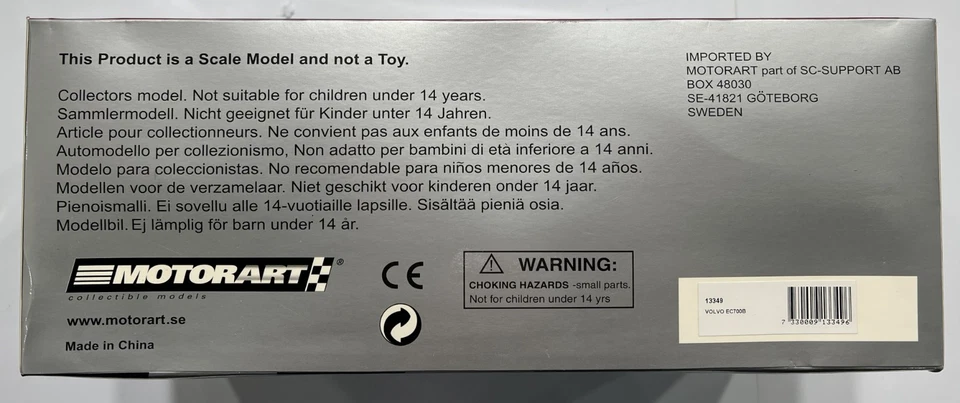 This Product is a Scale Model and not a Toy.
Collectors model. Not suitable for children under 14 years.
Sammlermodell. Nicht geeignet für Kinder unter 14 Jahren.
Article pour collectionneurs. Ne convient pas aux enfants de moins de 14 ans.
Automodello per collezionismo, Non adatto per bambini di età inferiore a 14 anni.
Modelo para coleccionistas. No recomendable para niños menores de 14 años.
Modellen voor de verzamelaar. Niet geschikt voor kinderen onder 14 jaar.
Pienoismalli. Ei sovellu alle 14-vuotiaille lapsille. Sisältää pieniä osia.
Modellbil. Ej lämplig för barn under 14 år.
MOTORART®
collectible models
www.motorart.se
Made in China
CE
WARNING:
CHOKING HAZARDS -small parts.
Not for children under 14 yrs
IMPORTED BY
MOTORART part of SC-SUPPORT AB
BOX 48030
SE-41821 GÖTEBORG
SWEDEN
13349
VOLVO EC700B
7 330009 133496